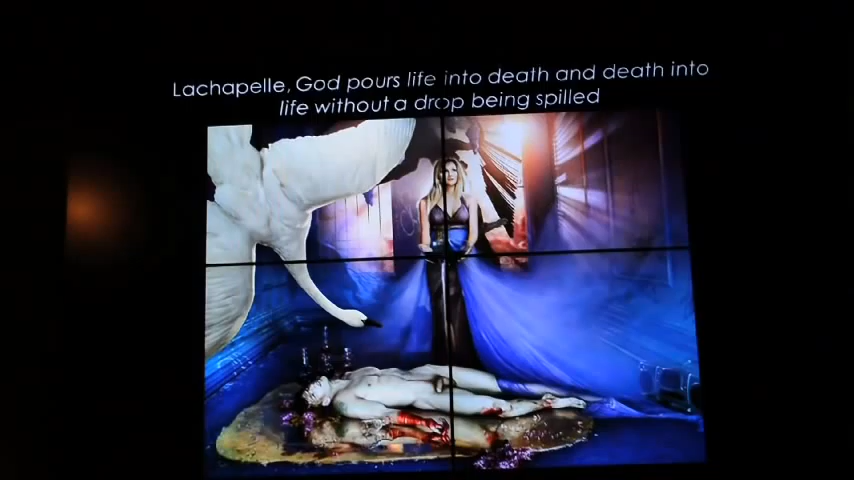 Lachapelle, God pours life into death and death into
life without a drop being spilled